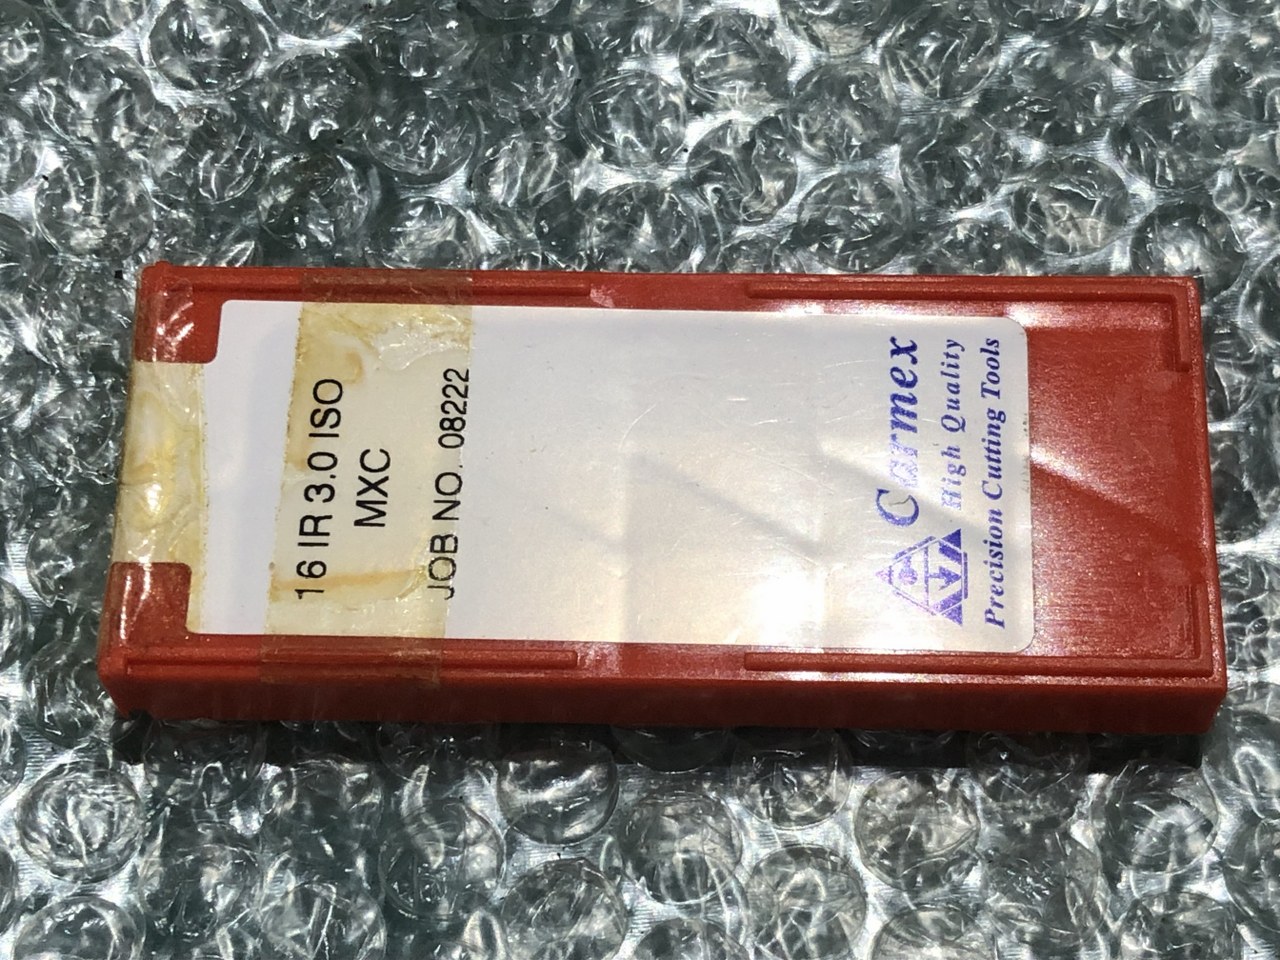 Carmex
High Quality
Precision Cutting Tools
16 IR 3.0 ISO
MXC
JOB NO. 08222